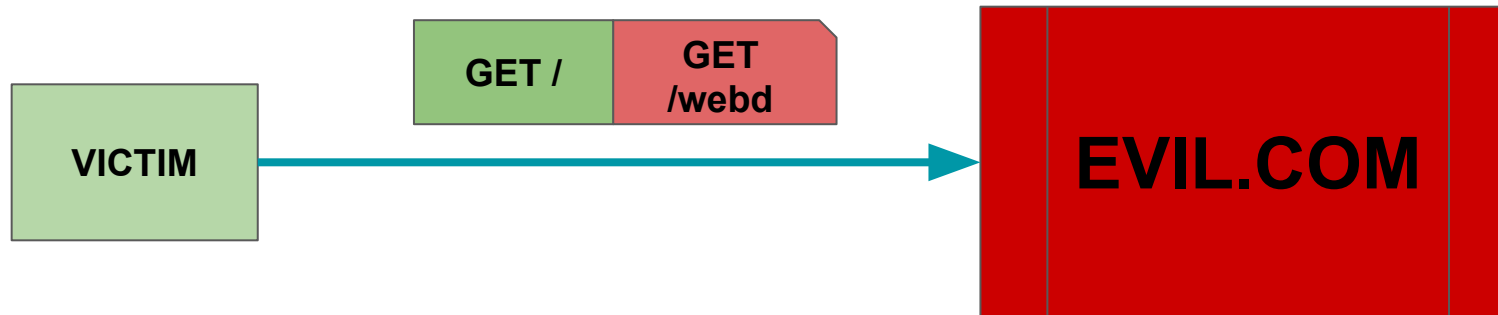 GET /
GET
/webd
VICTIM
EVIL.COM